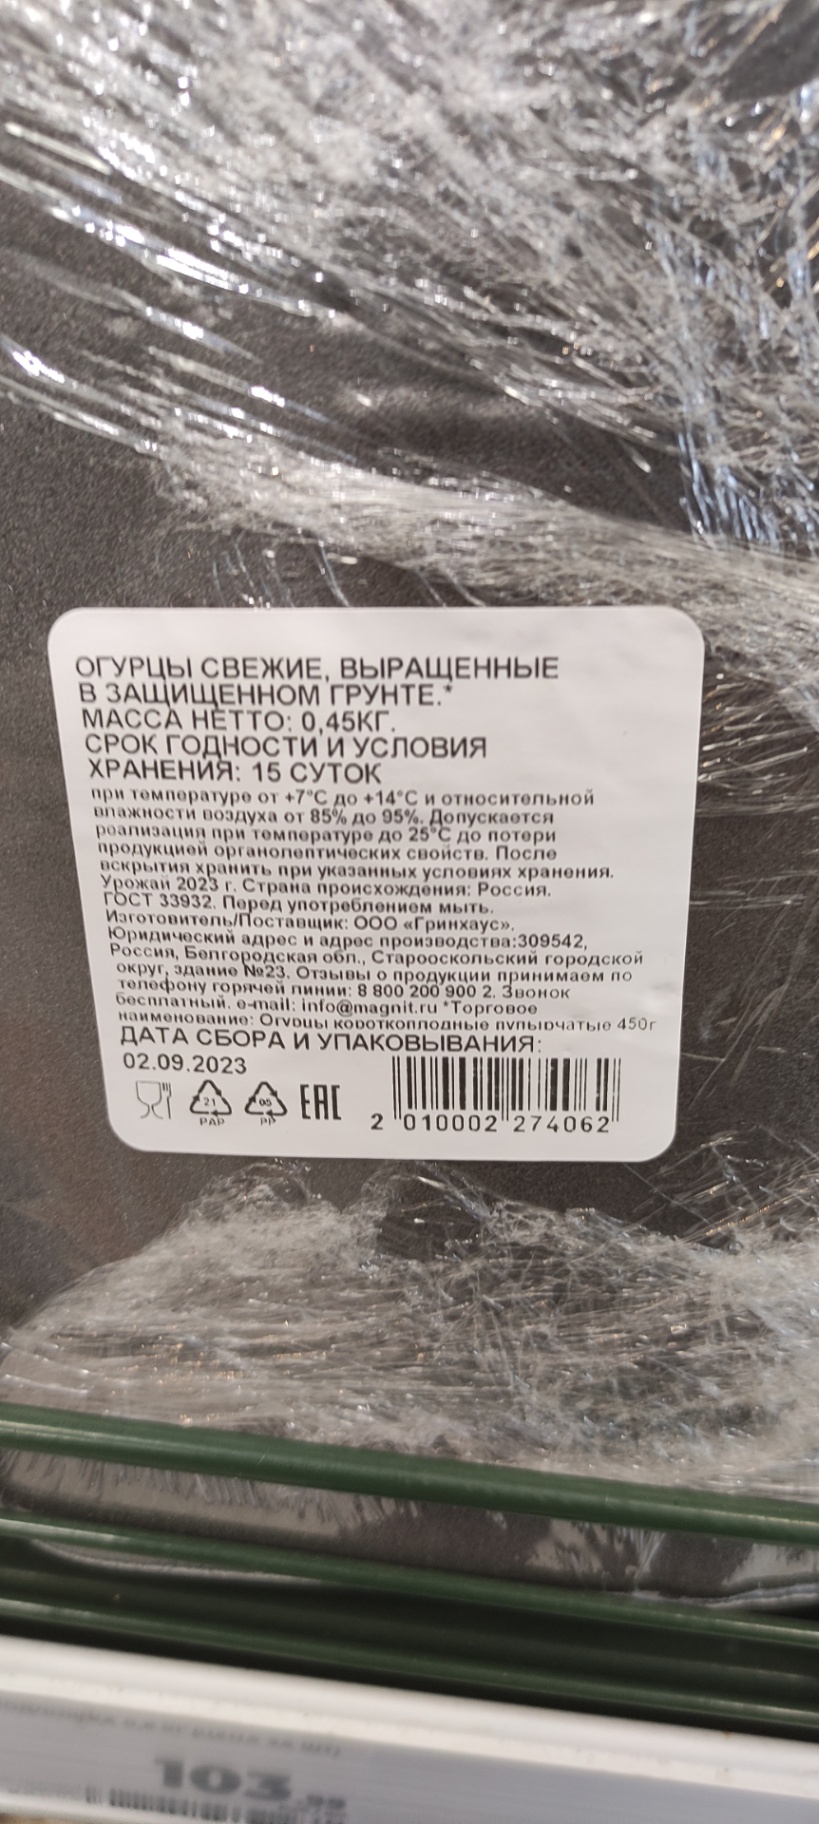 ОГУРЦЫ СВЕЖИЕ, ВЫРАЩЕННЫЕ
В ЗАЩИЩЕННОМ ГРУНТЕ.*
МАССА НЕТТО: 0,45КГ.
СРОК ГОДНОСТИ И УСЛОВИЯ
ХРАНЕНИЯ: 15 СУТОК
при температуре от +7°С до +14°С и относительной
влажности воздуха от 85% до 95%. Допускается
реализация при температуре до 25°С до потери
продукцией органолептических свойств. После
вскрытия хранить при указанных условиях хранения.
Урожай 2023 г. Страна происхождения: Россия.
ГОСТ 33932. Перед употреблением мыть.
Изготовитель/Поставщик: ООО «Гринхаус».
Юридический адрес и адрес производства:309542,
Россия, Белгородская обл., Старооскольский городской
округ, здание №23. Отзывы о продукции принимаем по
телефону горячей линии: 8 800 200 900 2. Звонок
бесплатный. e-mail: info@magnit.ru *Торговое
наименование: Огурцы короткоплодные пупырчатые 450г
ДАТА СБОРА И УПАКОВЫВАНИЯ:
02.09.2023
21
PAP
05
PP
EAC
2 010002 274062
103.99